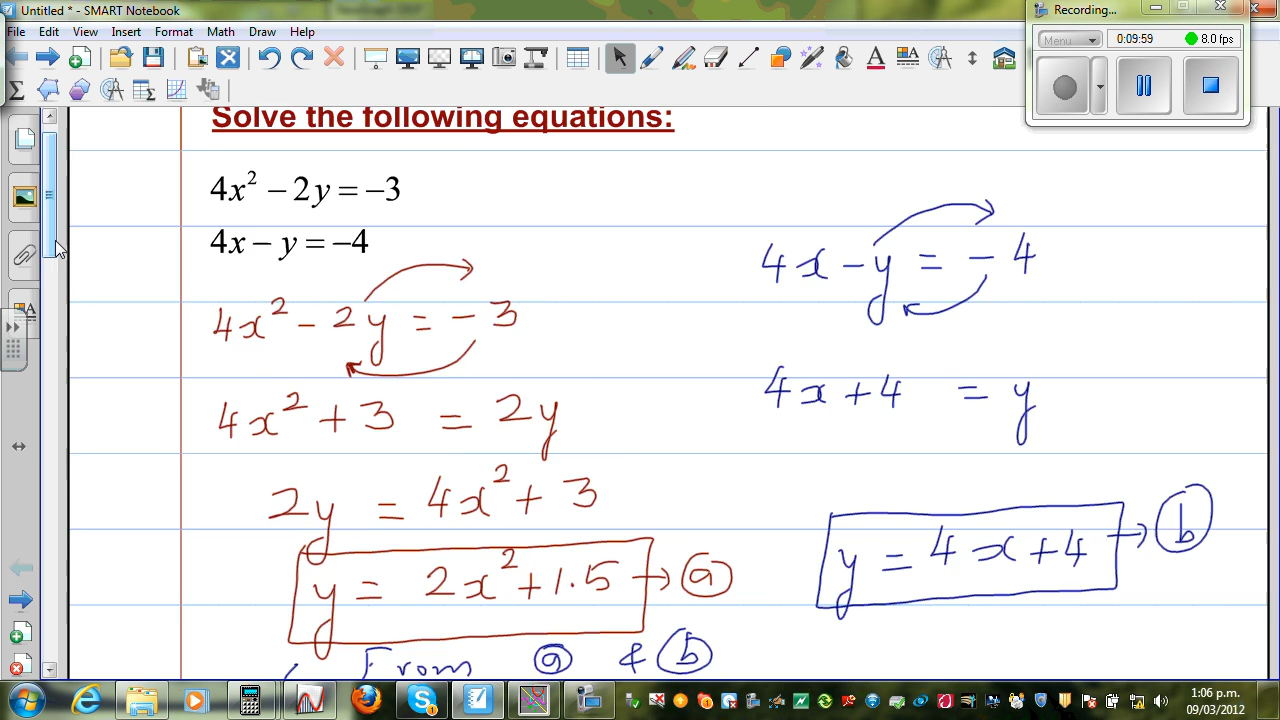 Untitled * - SMART Notebook
File Edit View Insert Format Math Draw Help
Recording...
Menu 0:09:59 8.0 fps
Solve the following equations:
4x² − 2y = −3
4x − y = −4
4x² − 2y = − 3
4x² + 3 = 2y
2y = 4x² + 3
y = 2x² + 1.5 → ⓐ
4x − y = − 4
4x + 4 = y
y = 4x + 4 → ⓑ
From ⓐ & ⓑ
1:06 p.m.
09/03/2012